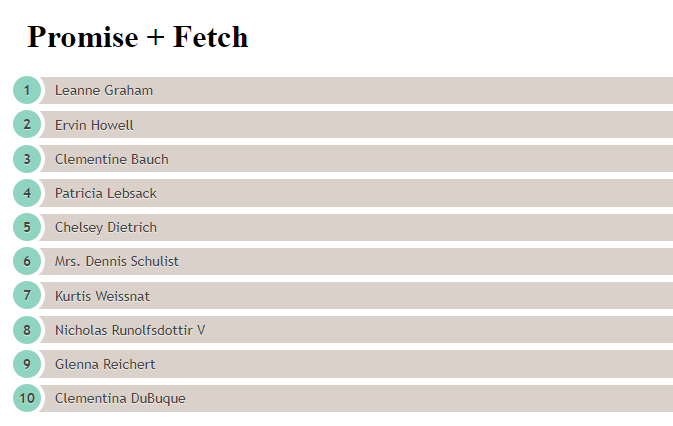 Promise + Fetch
1 Leanne Graham
2 Ervin Howell
3 Clementine Bauch
4 Patricia Lebsack
5 Chelsey Dietrich
6 Mrs. Dennis Schulist
7 Kurtis Weissnat
8 Nicholas Runolfsdottir V
9 Glenna Reichert
10 Clementina DuBuque